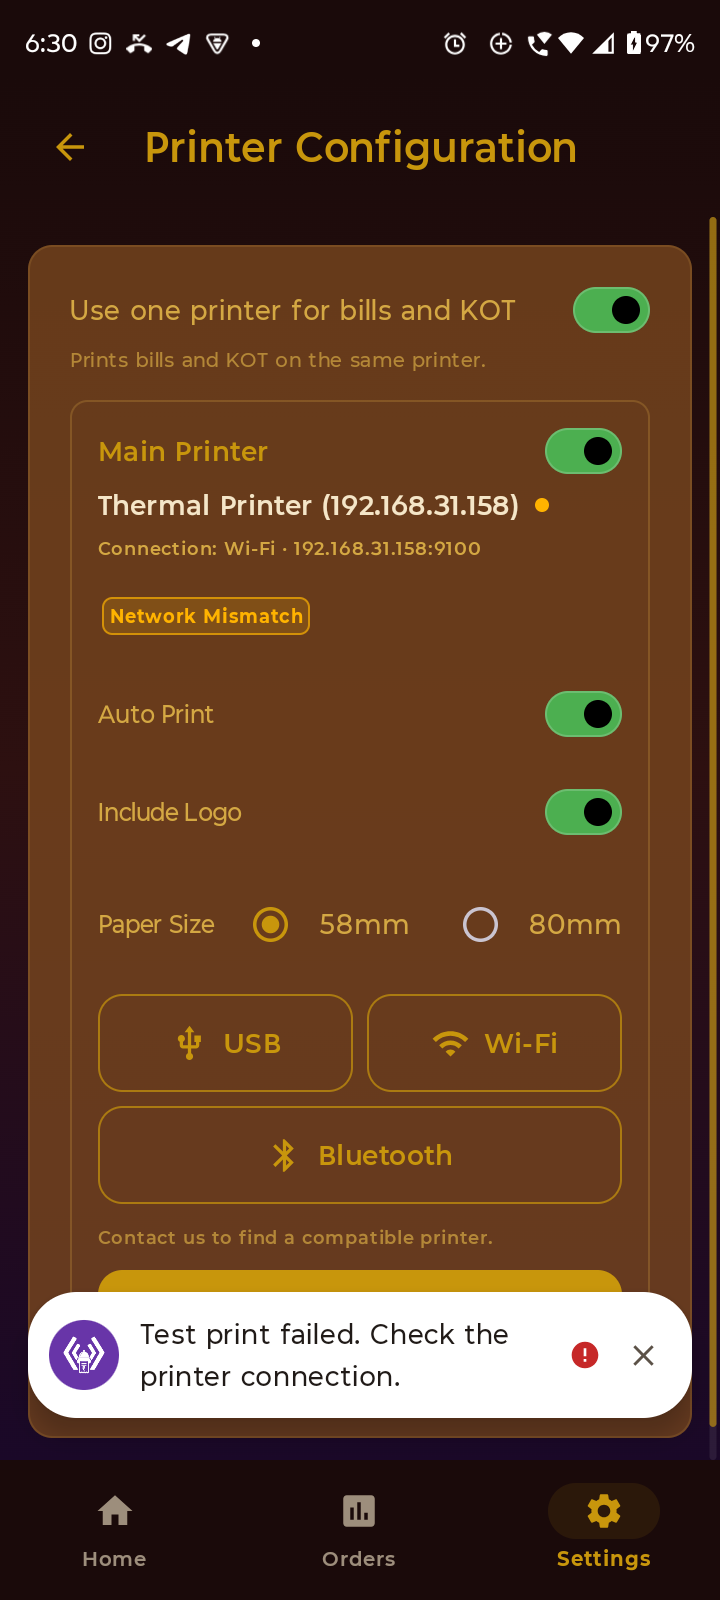 6:30
97%
Printer Configuration
Use one printer for bills and KOT
Prints bills and KOT on the same printer.
Main Printer
Thermal Printer (192.168.31.158)
Connection: Wi-Fi · 192.168.31.158:9100
Network Mismatch
Auto Print
Include Logo
Paper Size 58mm 80mm
USB Wi-Fi
Bluetooth
Contact us to find a compatible printer.
Test print failed. Check the
printer connection.
Home Orders Settings